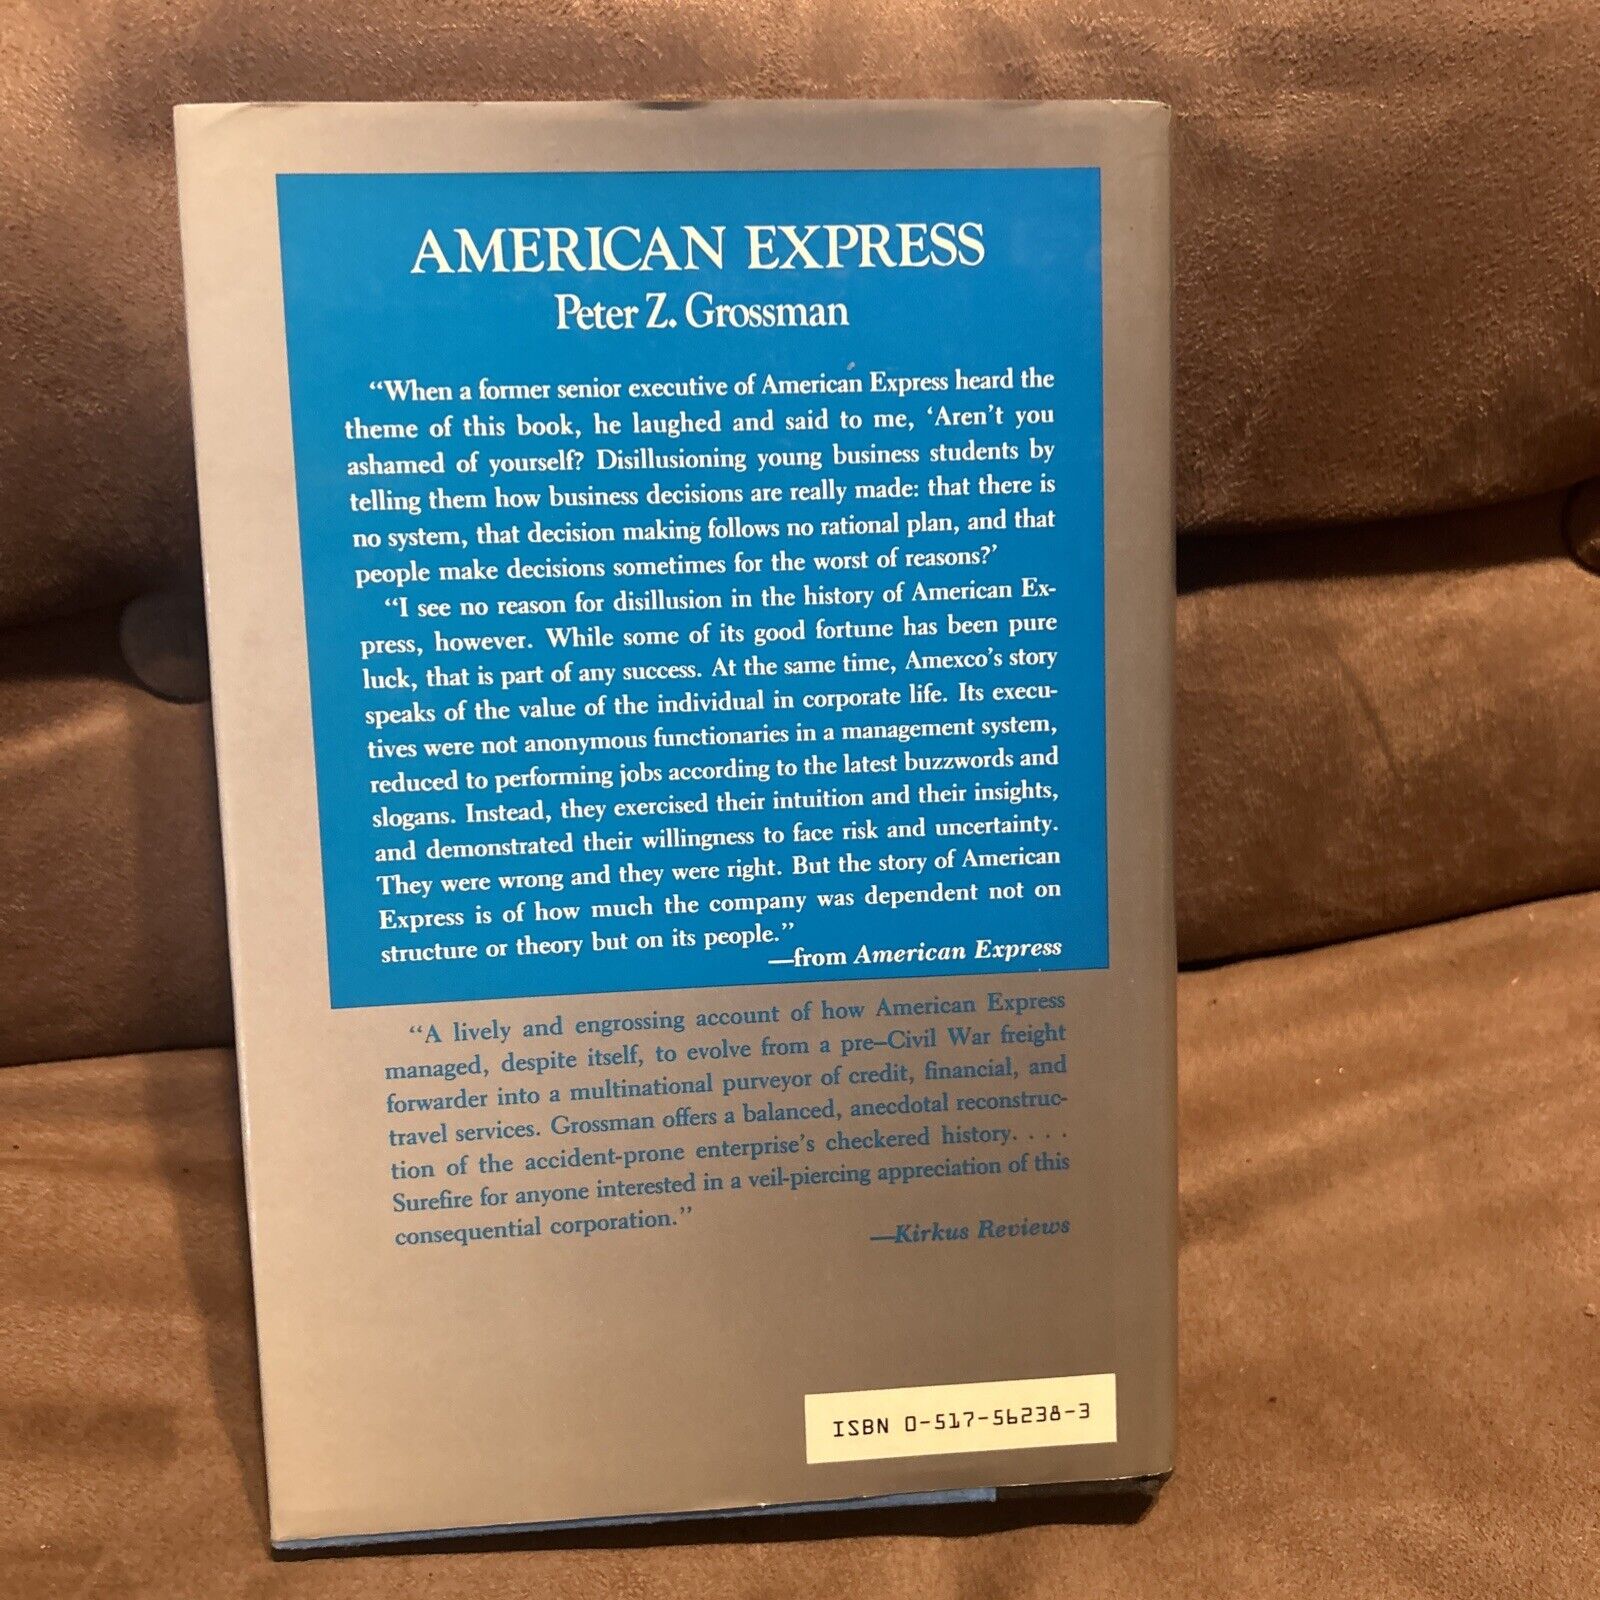 AMERICAN EXPRESS
Peter Z. Grossman
“When a former senior executive of American Express heard the
theme of this book, he laughed and said to me, ‘Aren’t you
ashamed of yourself? Disillusioning young business students by
telling them how business decisions are really made: that there is
no system, that decision making follows no rational plan, and that
people make decisions sometimes for the worst of reasons?’
“I see no reason for disillusion in the history of American Ex-
press, however. While some of its good fortune has been pure
luck, that is part of any success. At the same time, Amexco’s story
speaks of the value of the individual in corporate life. Its execu-
tives were not anonymous functionaries in a management system,
reduced to performing jobs according to the latest buzzwords and
slogans. Instead, they exercised their intuition and their insights,
and demonstrated their willingness to face risk and uncertainty.
They were wrong and they were right. But the story of American
Express is of how much the company was dependent not on
structure or theory but on its people.”
—from American Express
“A lively and engrossing account of how American Express
managed, despite itself, to evolve from a pre–Civil War freight
forwarder into a multinational purveyor of credit, financial, and
travel services. Grossman offers a balanced, anecdotal reconstruc-
tion of the accident-prone enterprise’s checkered history. . . .
Surefire for anyone interested in a veil-piercing appreciation of this
consequential corporation.”
—Kirkus Reviews
ISBN 0-517-56238-3